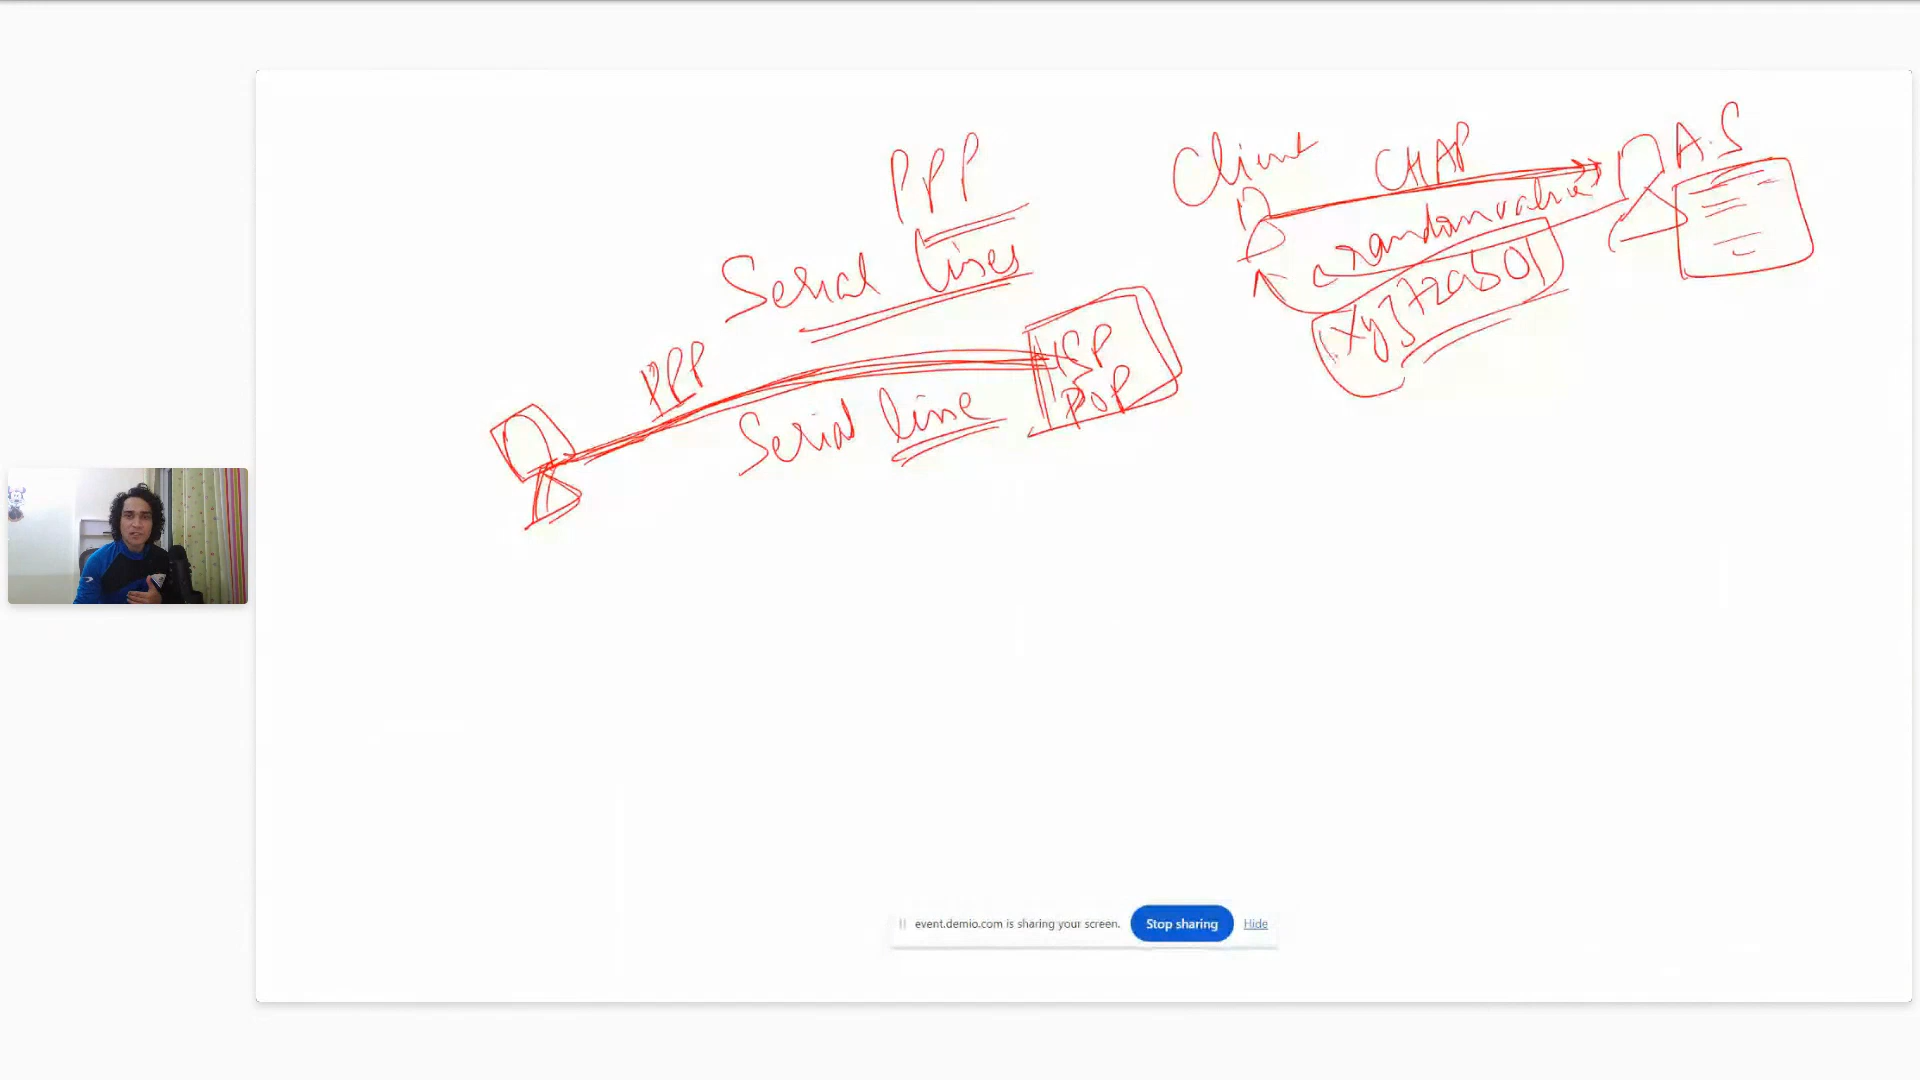 PPP
Serial lines
PPP
Serial line
ISP
POP
Client
CHAP
A.S
random value
event.demio.com is sharing your screen.
Stop sharing
Hide